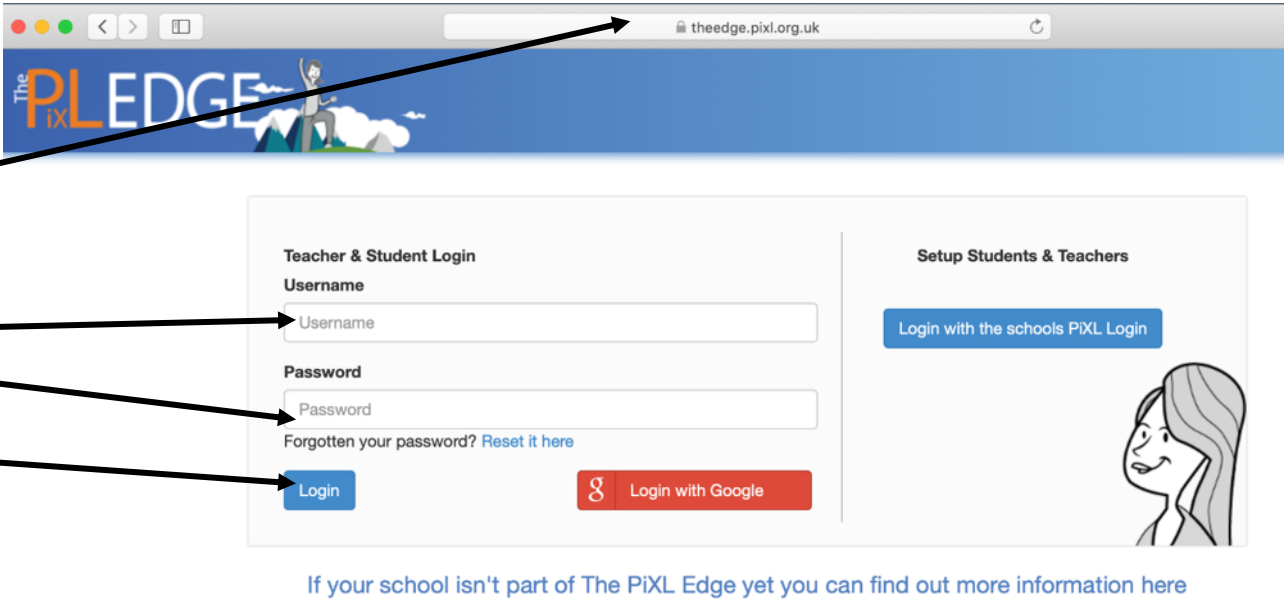 theedge.pixl.org.uk
The PiXL EDGE
Teacher & Student Login
Username
Username
Password
Password
Forgotten your password? Reset it here
Login
g Login with Google
Setup Students & Teachers
Login with the schools PiXL Login
If your school isn't part of The PiXL Edge yet you can find out more information here